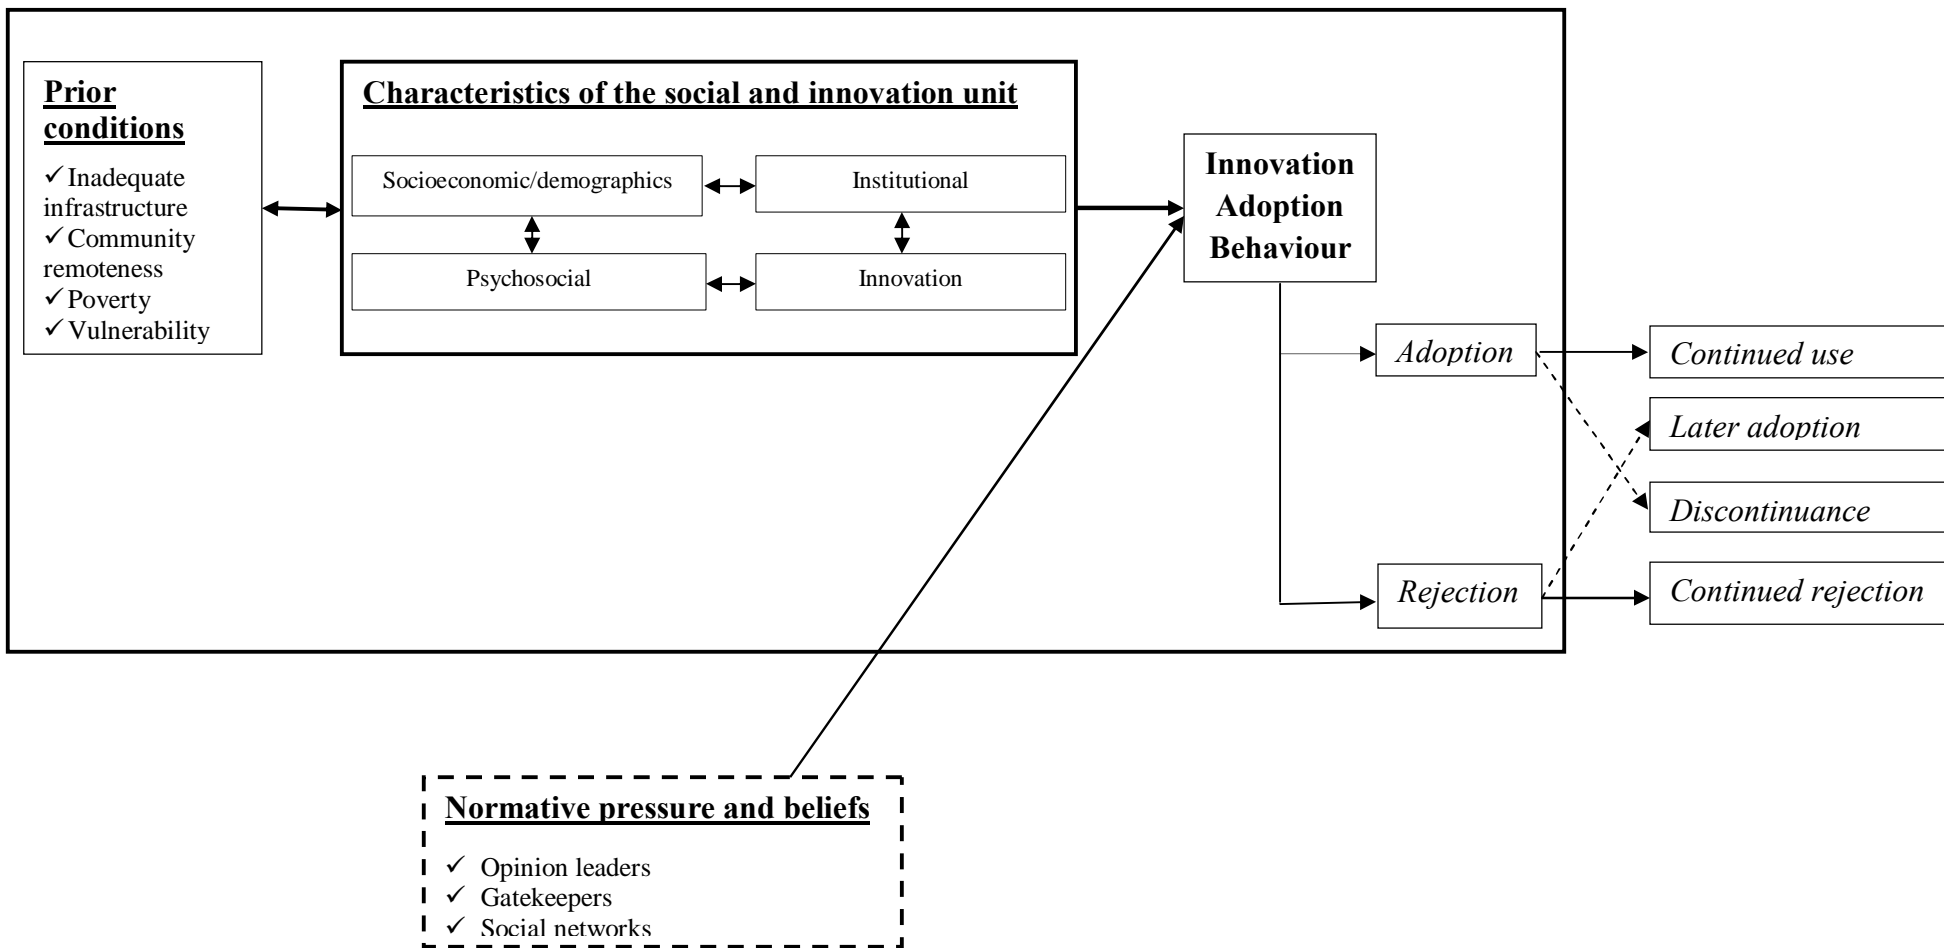 Prior
conditions
✓ Inadequate
infrastructure
✓ Community
remoteness
✓ Poverty
✓ Vulnerability
Characteristics of the social and innovation unit
Socioeconomic/demographics
Institutional
Psychosocial
Innovation
Innovation
Adoption
Behaviour
Adoption
Rejection
Continued use
Later adoption
Discontinuance
Continued rejection
Normative pressure and beliefs
✓ Opinion leaders
✓ Gatekeepers
✓ Social networks